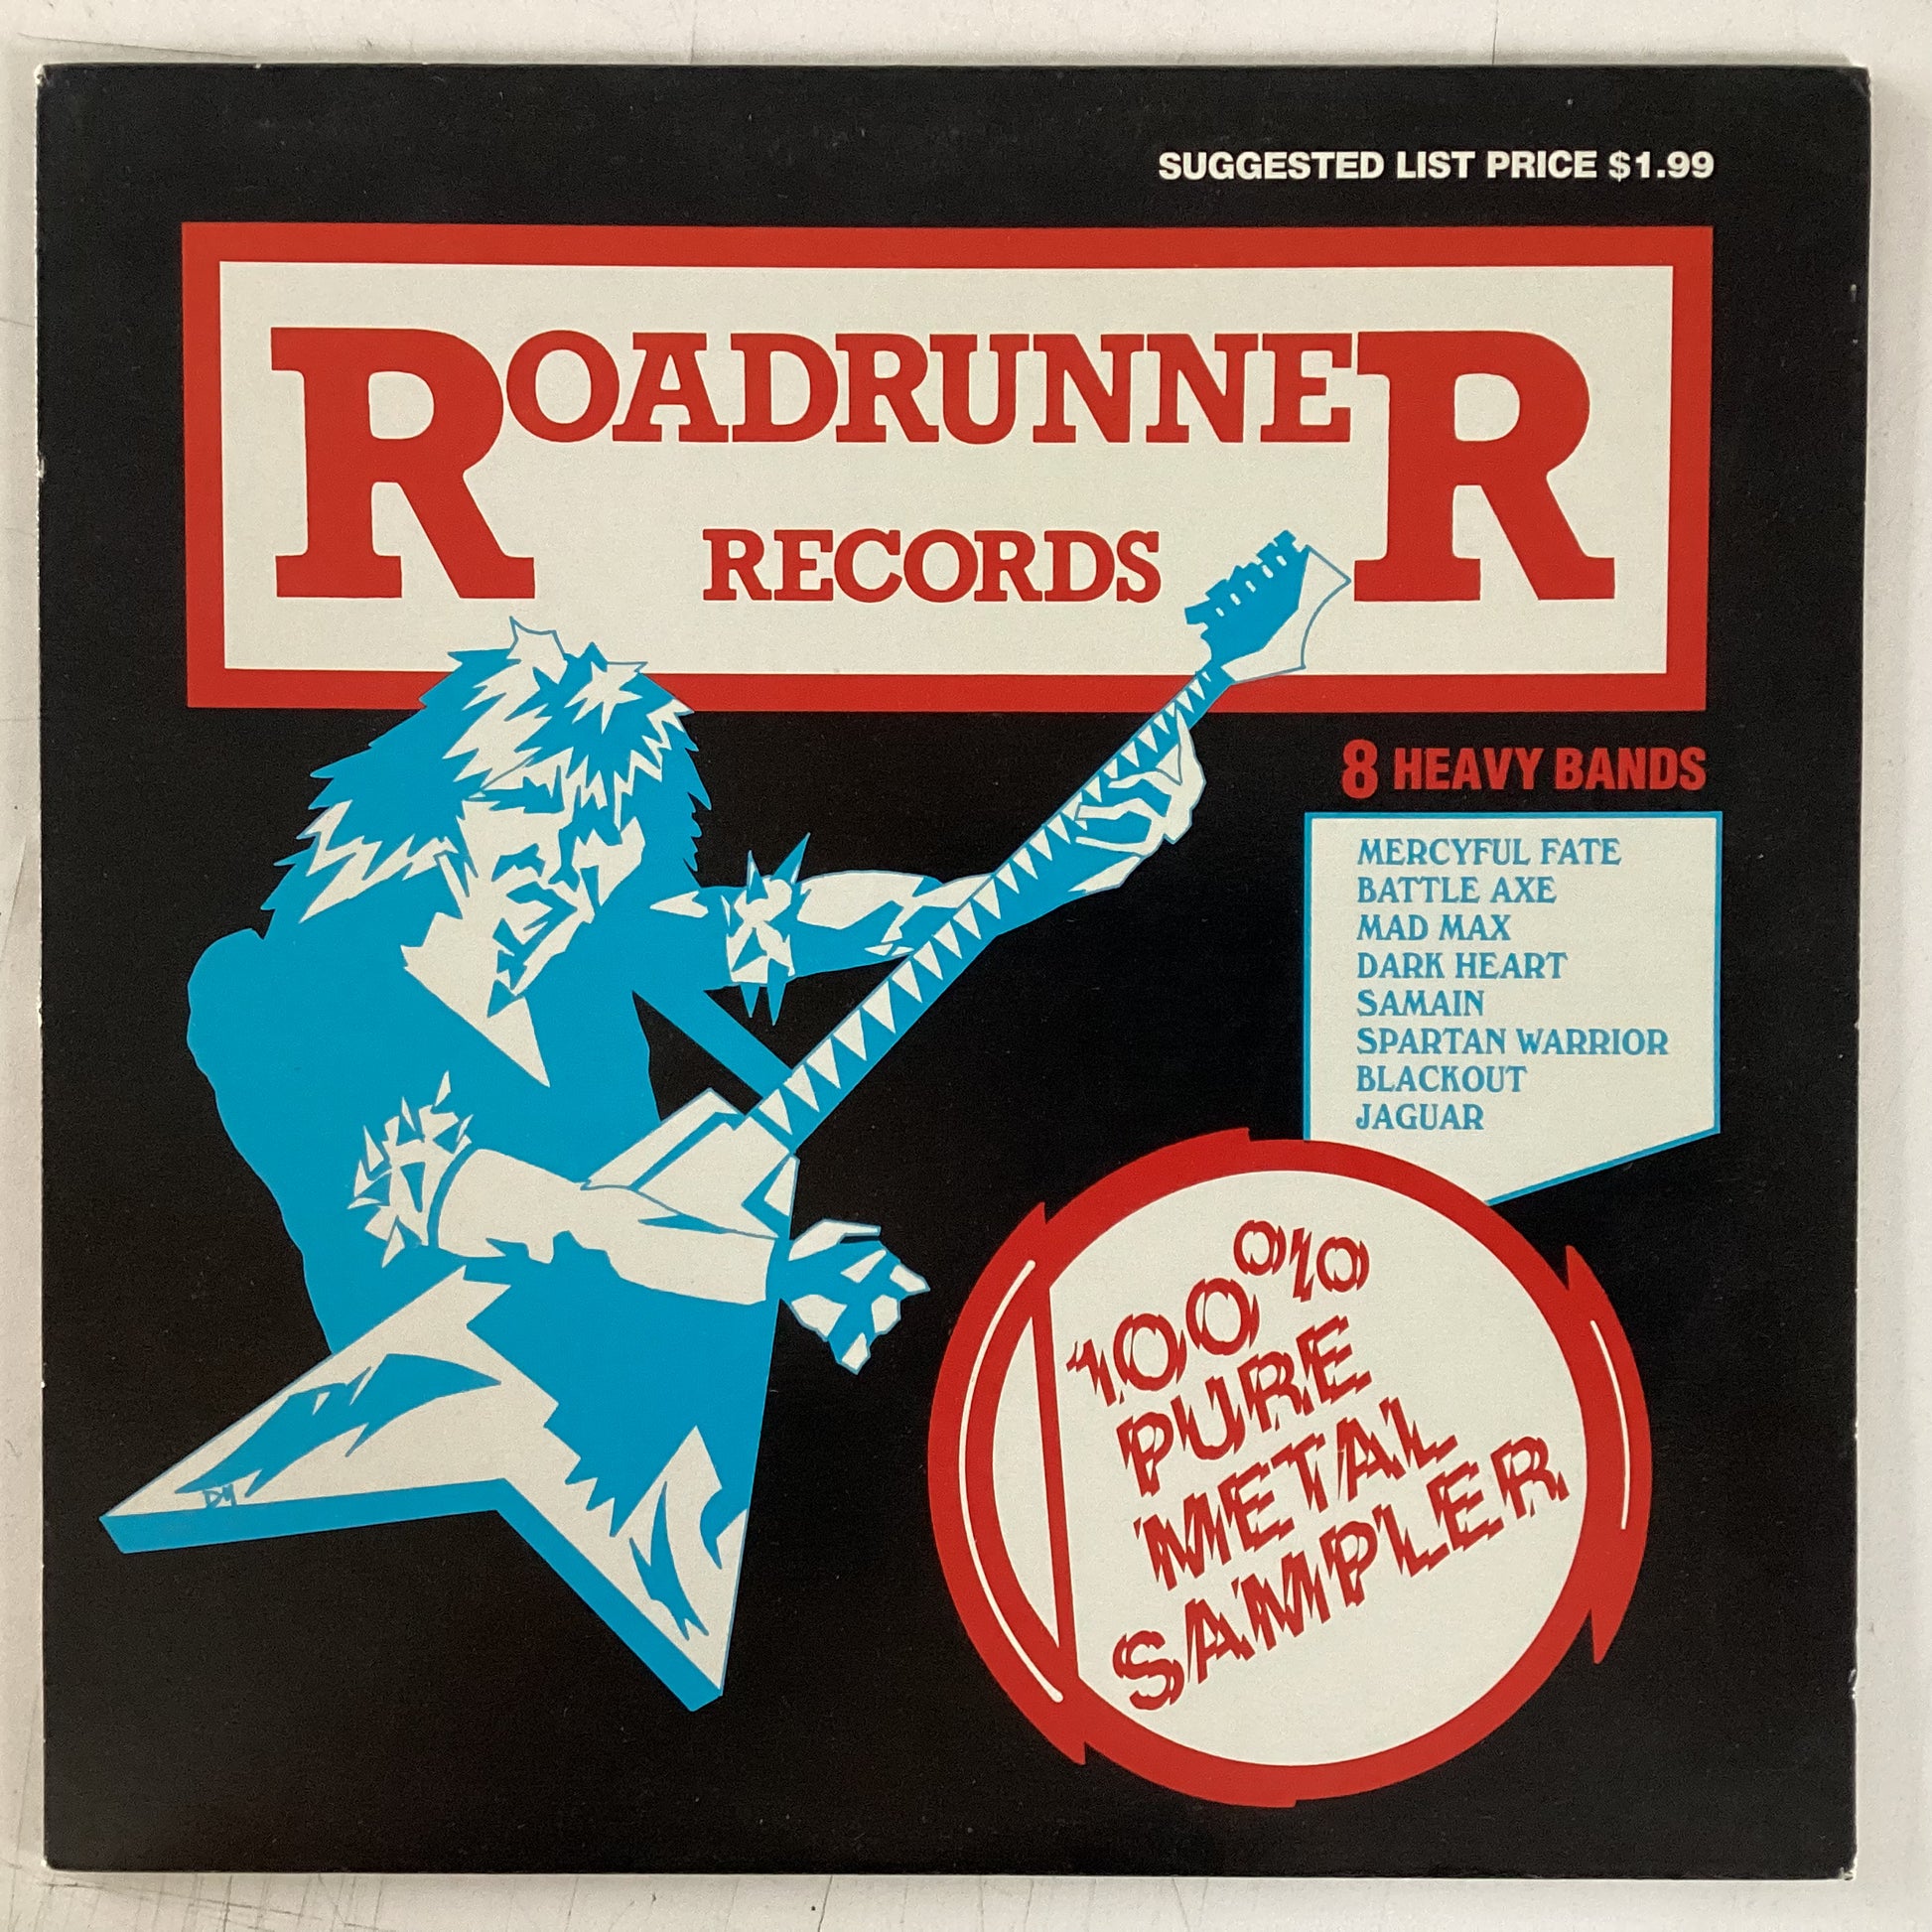 SUGGESTED LIST PRICE $1.99
ROADRUNNER
RECORDS
8 HEAVY BANDS
MERCYFUL FATE
BATTLE AXE
MAD MAX
DARK HEART
SAMAIN
SPARTAN WARRIOR
BLACKOUT
JAGUAR
100%
PURE
METAL
SAMPLER